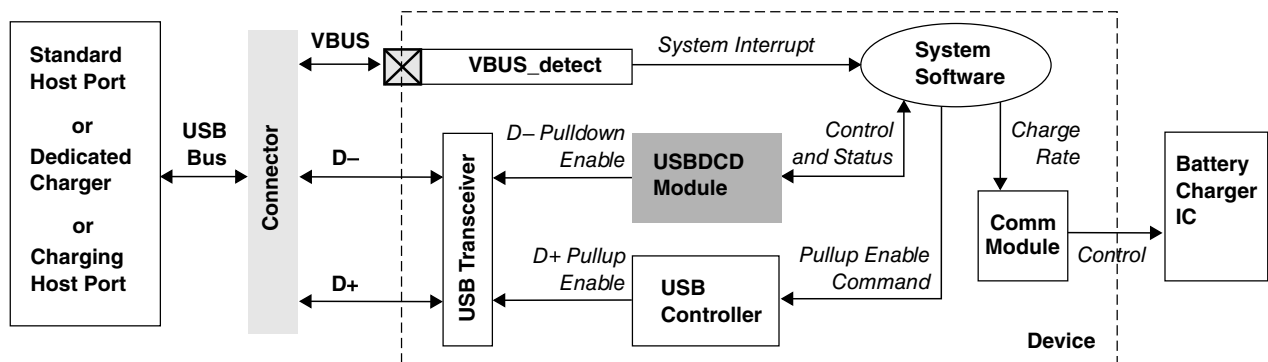 Standard
Host Port
or
Dedicated
Charger
or
Charging
Host Port
USB
Bus
Connector
VBUS
D–
D+
VBUS_detect
System Interrupt
System
Software
USB Transceiver
D– Pulldown
Enable
USBDCD
Module
Control
and Status
Charge
Rate
D+ Pullup
Enable
USB
Controller
Pullup Enable
Command
Comm
Module
Control
Battery
Charger
IC
Device